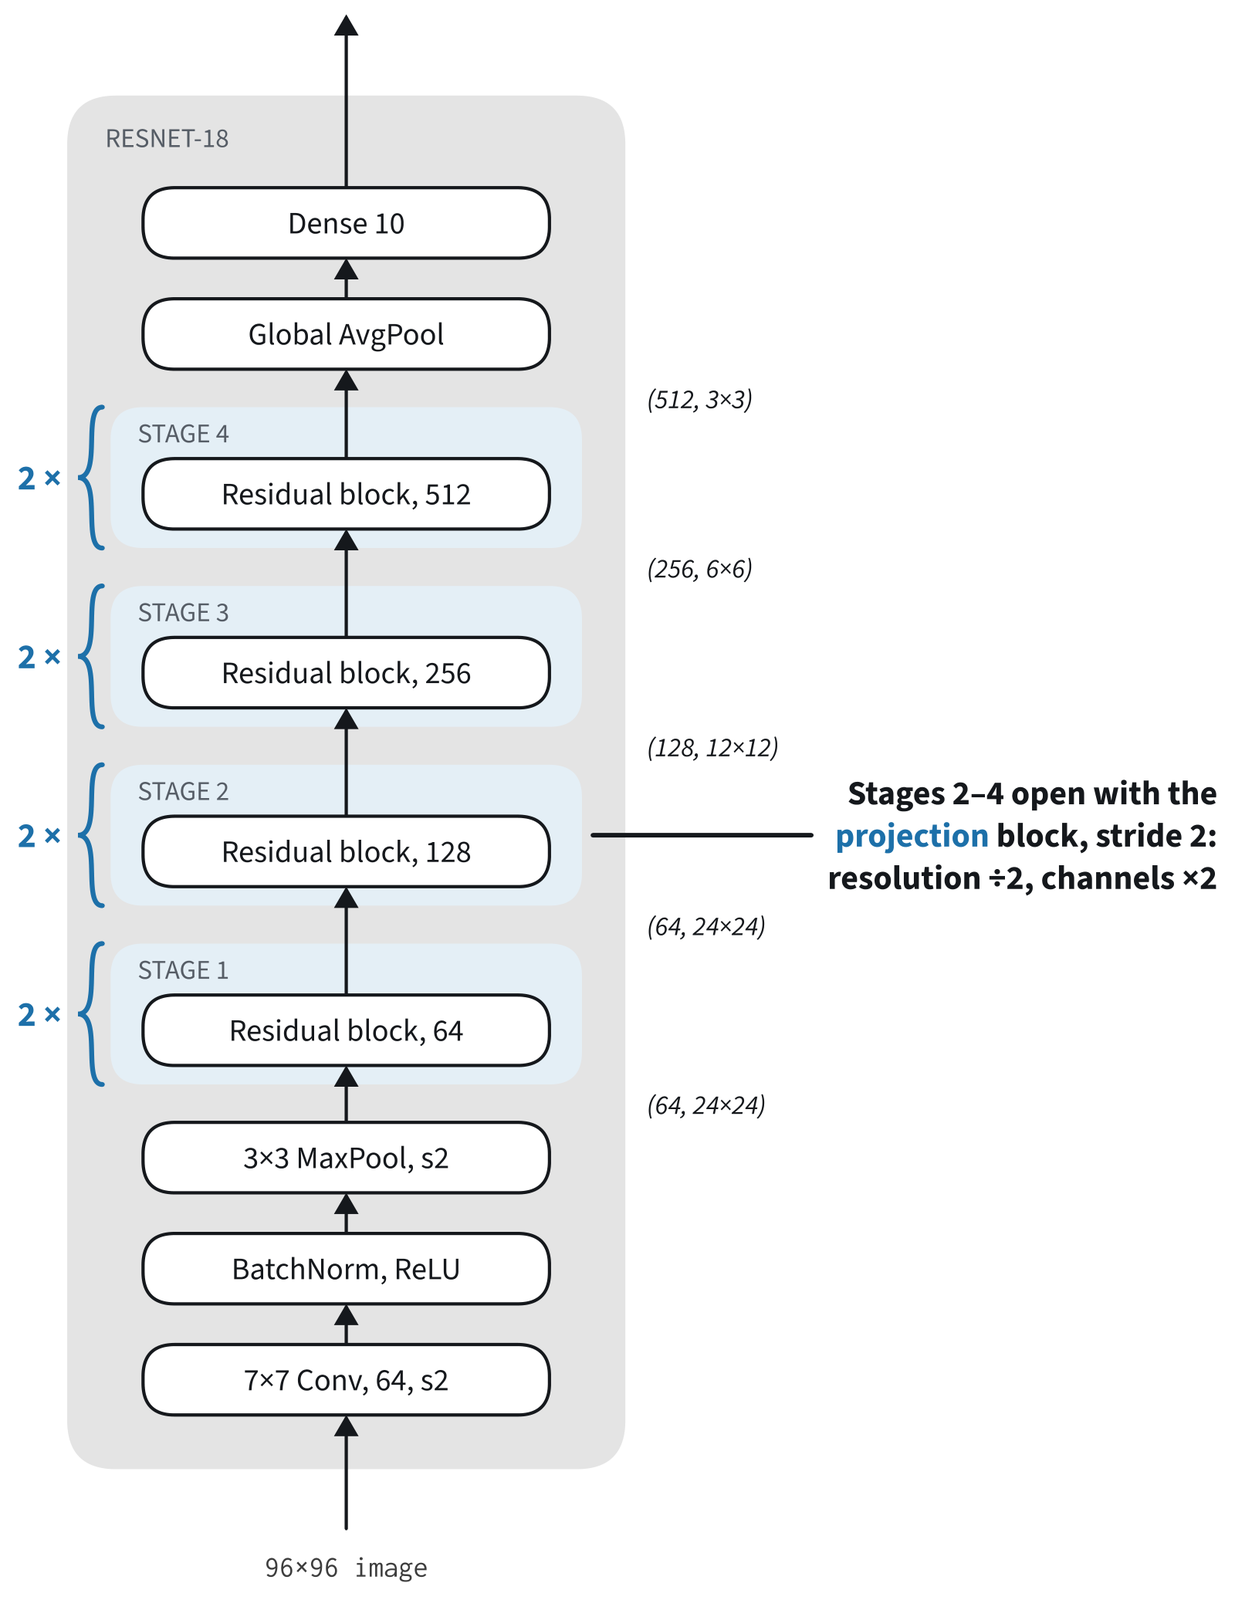 RESNET-18
Dense 10
Global AvgPool
(512, 3×3)
STAGE 4
2 ×
Residual block, 512
(256, 6×6)
STAGE 3
2 ×
Residual block, 256
(128, 12×12)
STAGE 2
2 ×
Residual block, 128
Stages 2–4 open with the
projection block, stride 2:
resolution ÷2, channels ×2
(64, 24×24)
STAGE 1
2 ×
Residual block, 64
(64, 24×24)
3×3 MaxPool, s2
BatchNorm, ReLU
7×7 Conv, 64, s2
96×96 image